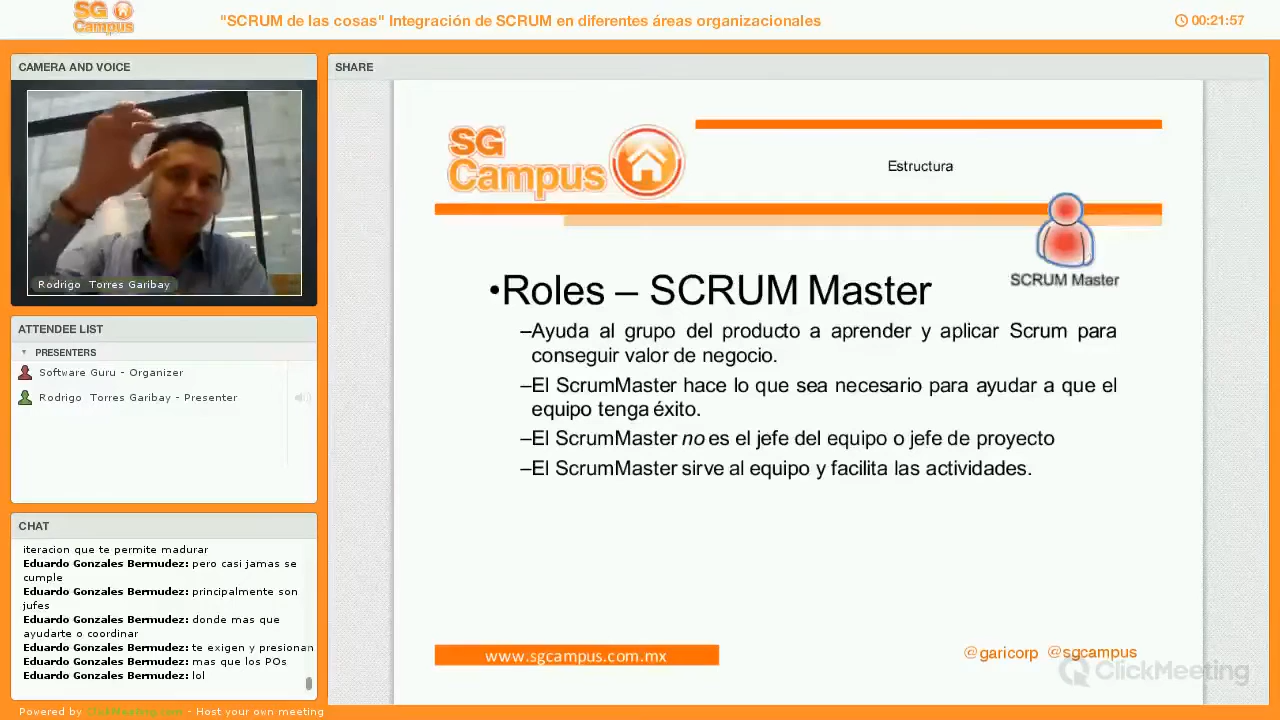 SG
Campus
"SCRUM de las cosas" Integración de SCRUM en diferentes áreas organizacionales
00:21:57
CAMERA AND VOICE
Rodrigo Torres Garibay
ATTENDEE LIST
PRESENTERS
Software Guru - Organizer
Rodrigo Torres Garibay - Presenter
CHAT
iteracion que te permite madurar
Eduardo Gonzales Bermudez: pero casi jamas se
cumple
Eduardo Gonzales Bermudez: principalmente son
jufes
Eduardo Gonzales Bermudez: donde mas que
ayudarte o coordinar
Eduardo Gonzales Bermudez: te exigen y presionan
Eduardo Gonzales Bermudez: mas que los POs
Eduardo Gonzales Bermudez: lol
Powered by ClickMeeting.com - Host your own meeting
SHARE
SG
Campus
Estructura
SCRUM Master
•Roles – SCRUM Master
–Ayuda al grupo del producto a aprender y aplicar Scrum para
conseguir valor de negocio.
–El ScrumMaster hace lo que sea necesario para ayudar a que el
equipo tenga éxito.
–El ScrumMaster no es el jefe del equipo o jefe de proyecto
–El ScrumMaster sirve al equipo y facilita las actividades.
www.sgcampus.com.mx
@garicorp @sgcampus
ClickMeeting